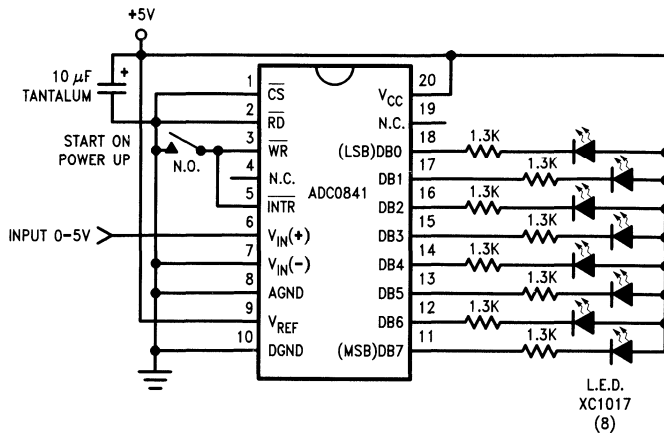 +5V
10 µF
TANTALUM
+
START ON
POWER UP
N.O.
INPUT 0–5V
1
CS
2
RD
3
WR
4
N.C.
5
INTR
6
VIN(+)
7
VIN(-)
8
AGND
9
VREF
10
DGND
ADC0841
20
VCC
19
N.C.
18
(LSB)DB0
1.3K
17
DB1
1.3K
16
DB2
1.3K
15
DB3
1.3K
14
DB4
1.3K
13
DB5
1.3K
12
DB6
1.3K
11
(MSB)DB7
1.3K
L.E.D.
XC1017
(8)